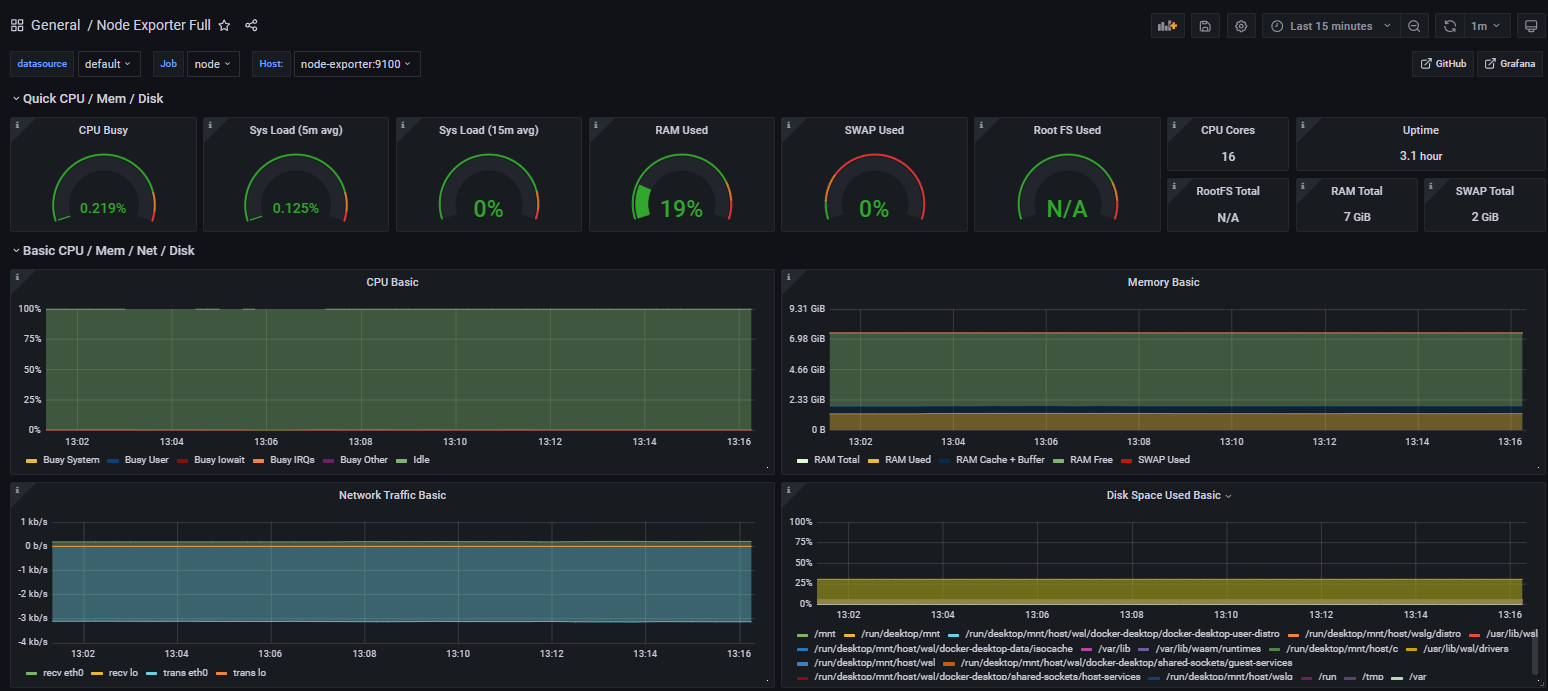 General / Node Exporter Full
Last 15 minutes
1m
datasource default Job node Host: node-exporter:9100
GitHub Grafana
Quick CPU / Mem / Disk
CPU Busy
0.219%
Sys Load (5m avg)
0.125%
Sys Load (15m avg)
0%
RAM Used
19%
SWAP Used
0%
Root FS Used
N/A
CPU Cores
16
Uptime
3.1 hour
RootFS Total
N/A
RAM Total
7 GiB
SWAP Total
2 GiB
Basic CPU / Mem / Net / Disk
CPU Basic
100%
75%
50%
25%
0%
13:02 13:04 13:06 13:08 13:10 13:12 13:14 13:16
Busy System Busy User Busy Iowait Busy IRQs Busy Other Idle
Memory Basic
9.31 GiB
6.98 GiB
4.66 GiB
2.33 GiB
0 B
13:02 13:04 13:06 13:08 13:10 13:12 13:14 13:16
RAM Total RAM Used RAM Cache + Buffer RAM Free SWAP Used
Network Traffic Basic
1 kb/s
0 b/s
-1 kb/s
-2 kb/s
-3 kb/s
-4 kb/s
13:02 13:04 13:06 13:08 13:10 13:12 13:14 13:16
recv eth0 recv lo trans eth0 trans lo
Disk Space Used Basic
100%
75%
50%
25%
0%
13:02 13:04 13:06 13:08 13:10 13:12 13:14 13:16
/mnt /run/desktop/mnt /run/desktop/mnt/host/wsl/docker-desktop/docker-desktop-user-distro /run/desktop/mnt/host/wslg/distro /usr/lib/wsl
/run/desktop/mnt/host/wsl/docker-desktop-data/isocache /var/lib /var/lib/wasm/runtimes /run/desktop/mnt/host/c /usr/lib/wsl/drivers
/run/desktop/mnt/host/wsl /run/desktop/mnt/host/wsl/docker-desktop/shared-sockets/guest-services
/run/desktop/mnt/host/wsl/docker-desktop/shared-sockets/host-services /run/desktop/mnt/host/wslg /run /tmp /var